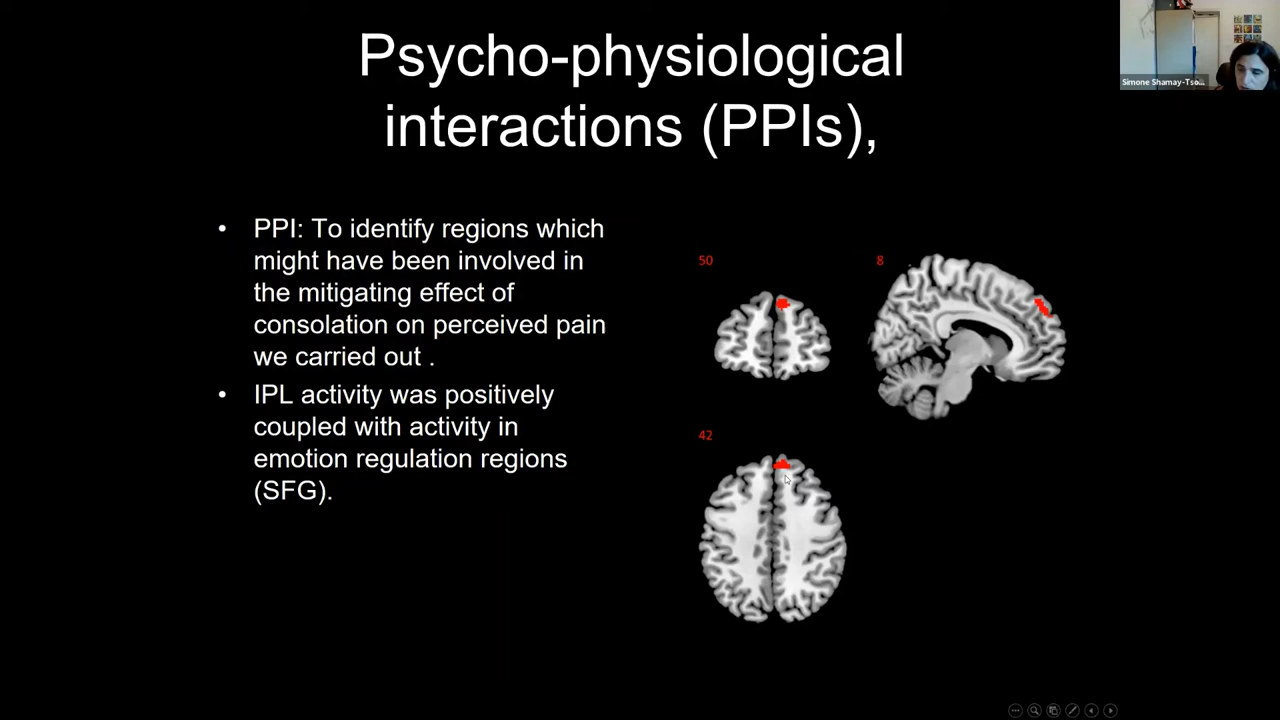 Psycho-physiological
interactions (PPIs),
Simone Shamay-Tso...
• PPI: To identify regions which
might have been involved in
the mitigating effect of
consolation on perceived pain
we carried out .
• IPL activity was positively
coupled with activity in
emotion regulation regions
(SFG).
50
8
42